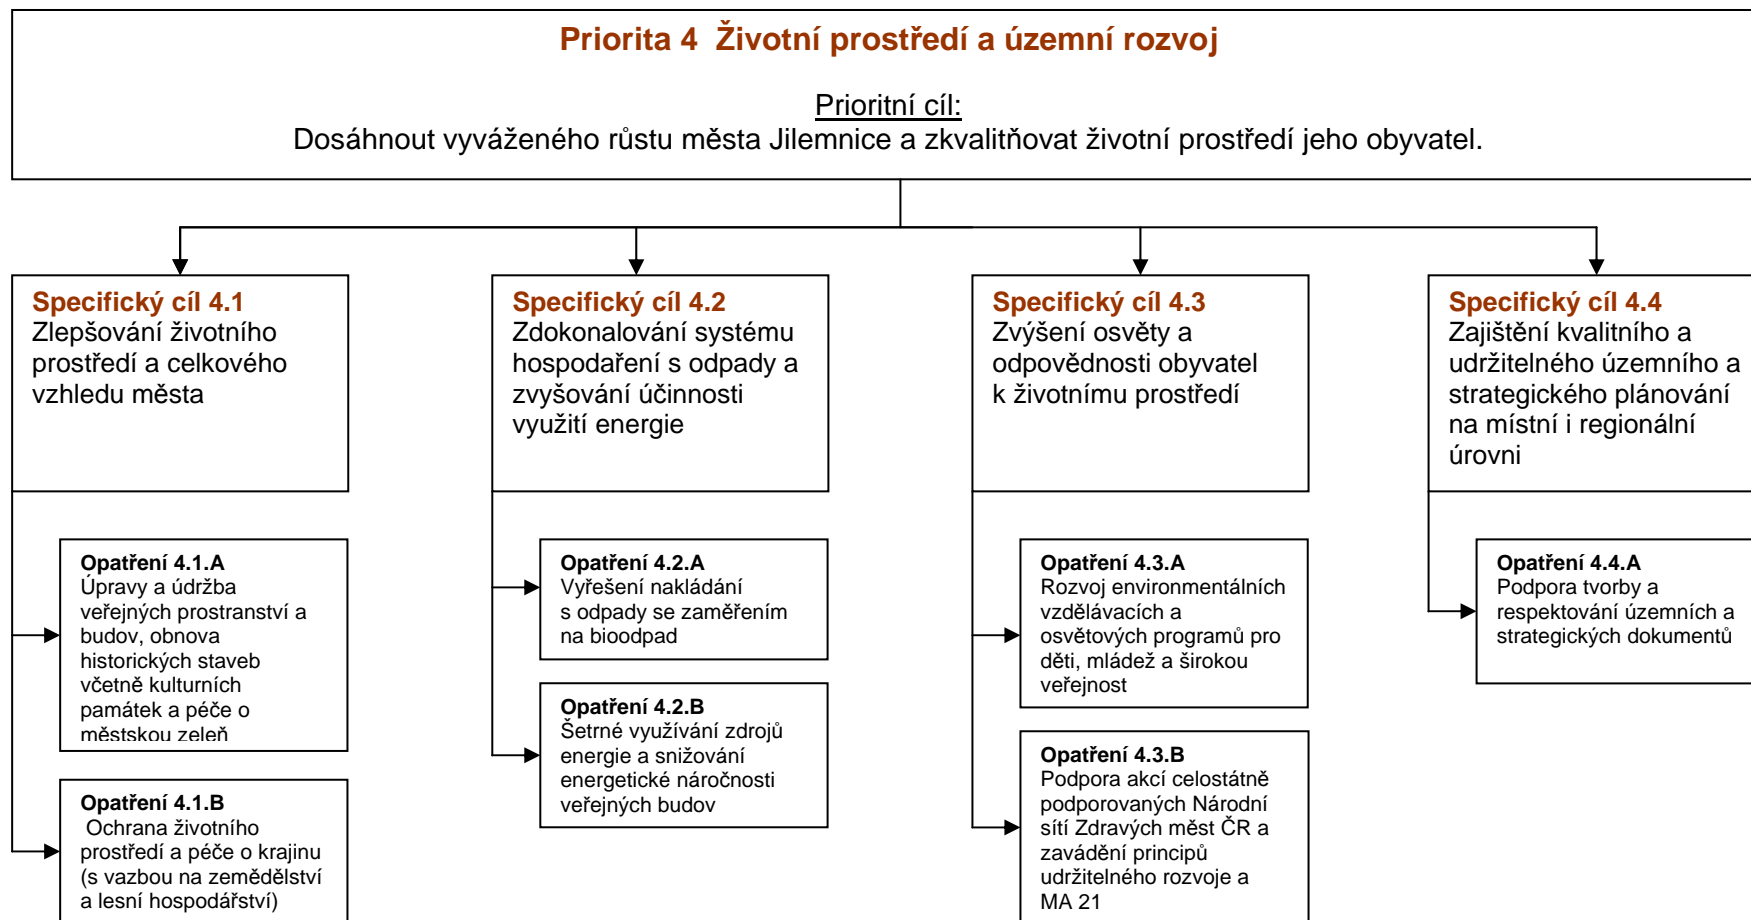 Priorita 4  Životní prostředí a územní rozvoj
Prioritní cíl:
Dosáhnout vyváženého růstu města Jilemnice a zkvalitňovat životní prostředí jeho obyvatel.
Specifický cíl 4.1
Zlepšování životního
prostředí a celkového
vzhledu města
Specifický cíl 4.2
Zdokonalování systému
hospodaření s odpady a
zvyšování účinnosti
využití energie
Specifický cíl 4.3
Zvýšení osvěty a
odpovědnosti obyvatel
k životnímu prostředí
Specifický cíl 4.4
Zajištění kvalitního a
udržitelného územního a
strategického plánování
na místní i regionální
úrovni
Opatření 4.1.A
Úpravy a údržba
veřejných prostranství a
budov, obnova
historických staveb
včetně kulturních
památek a péče o
městskou zeleň
Opatření 4.1.B
Ochrana životního
prostředí a péče o krajinu
(s vazbou na zemědělství
a lesní hospodářství)
Opatření 4.2.A
Vyřešení nakládání
s odpady se zaměřením
na bioodpad
Opatření 4.2.B
Šetrné využívání zdrojů
energie a snižování
energetické náročnosti
veřejných budov
Opatření 4.3.A
Rozvoj environmentálních
vzdělávacích a
osvětových programů pro
děti, mládež a širokou
veřejnost
Opatření 4.3.B
Podpora akcí celostátně
podporovaných Národní
sítí Zdravých měst ČR a
zavádění principů
udržitelného rozvoje a
MA 21
Opatření 4.4.A
Podpora tvorby a
respektování územních a
strategických dokumentů